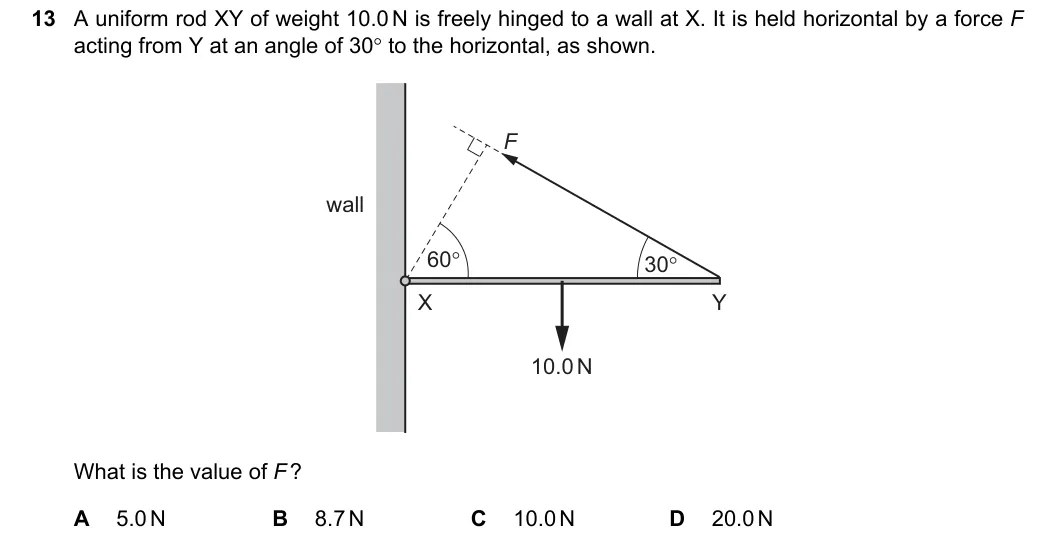 13 A uniform rod XY of weight 10.0 N is freely hinged to a wall at X. It is held horizontal by a force F
acting from Y at an angle of 30° to the horizontal, as shown.
F
wall
60°
30°
X
Y
10.0 N
What is the value of F?
A 5.0 N B 8.7 N C 10.0 N D 20.0 N